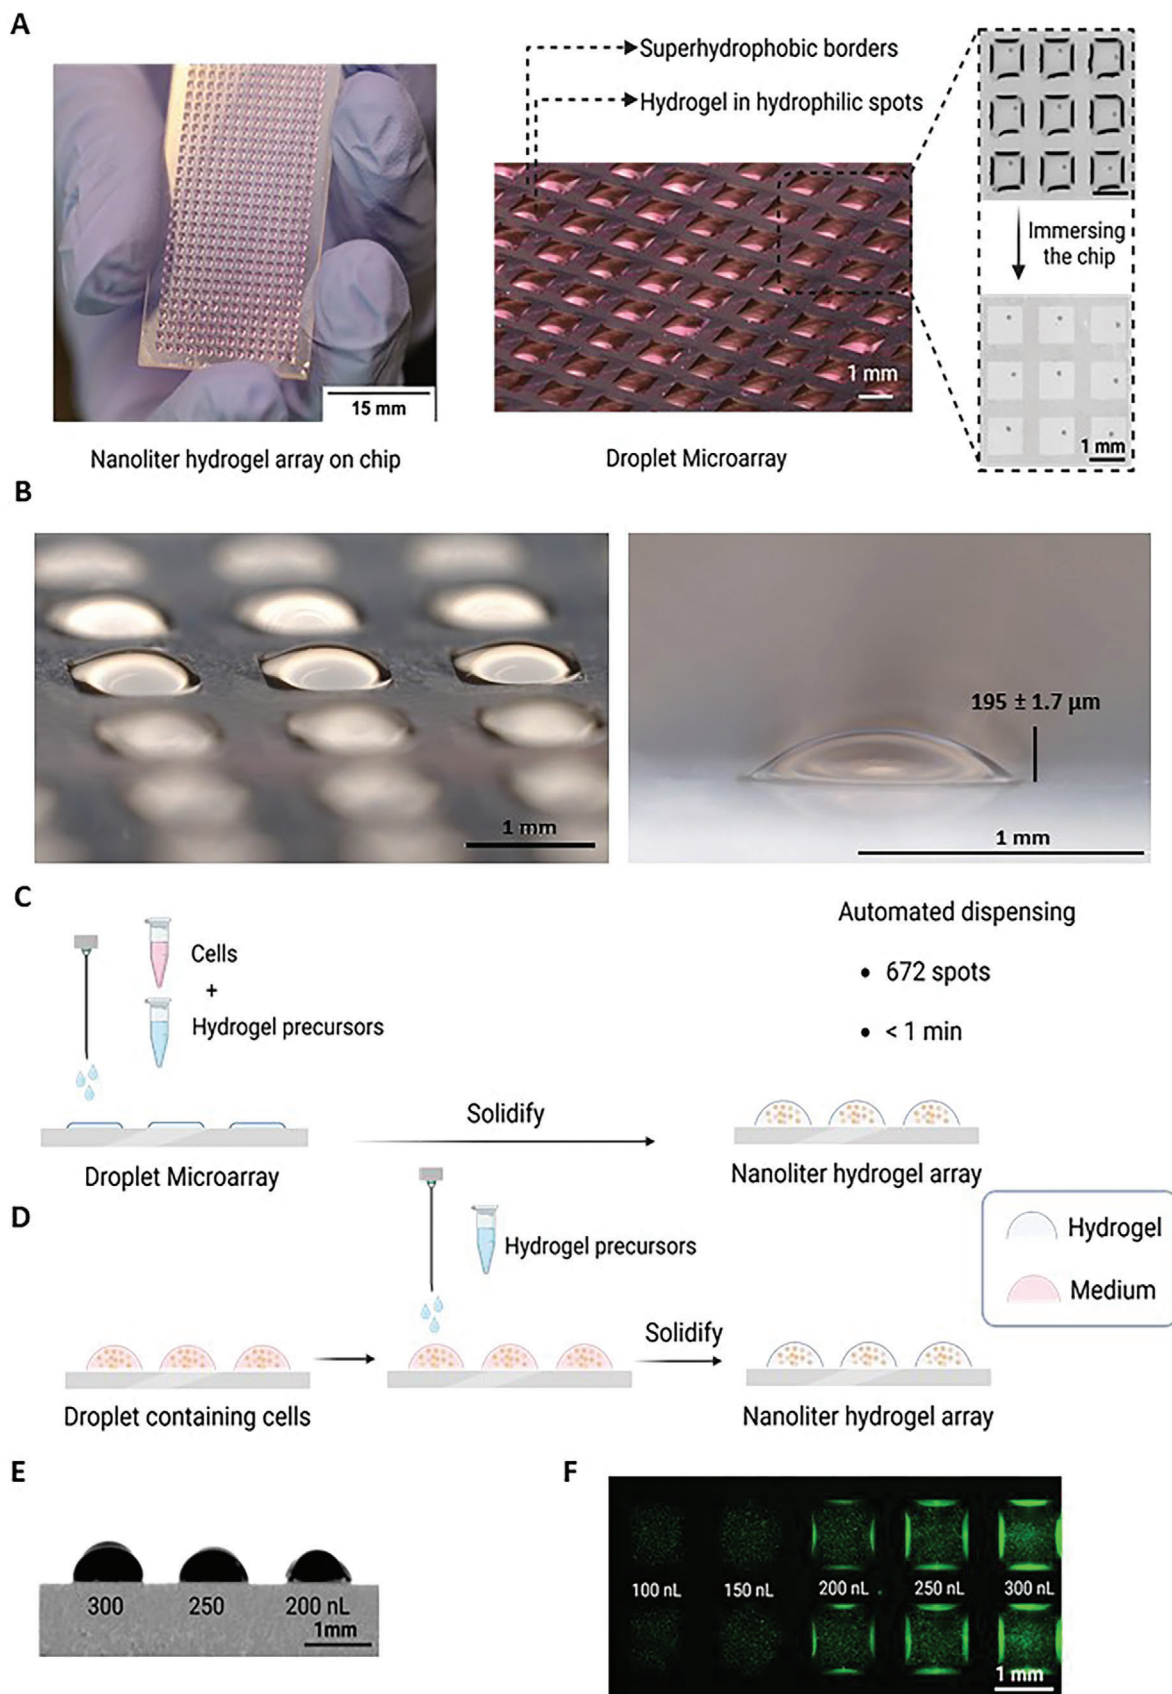 A
Superhydrophobic borders
Hydrogel in hydrophilic spots
Immersing
the chip
1 mm
15 mm
1 mm
Nanoliter hydrogel array on chip
Droplet Microarray
B
195 ± 1.7 µm
1 mm
1 mm
C
Automated dispensing
Cells
• 672 spots
+
Hydrogel precursors
• < 1 min
Solidify
Droplet Microarray
Nanoliter hydrogel array
D
Hydrogel precursors
Hydrogel
Medium
Solidify
Droplet containing cells
Nanoliter hydrogel array
E
300 250 200 nL
1mm
F
100 nL 150 nL 200 nL 250 nL 300 nL
1 mm